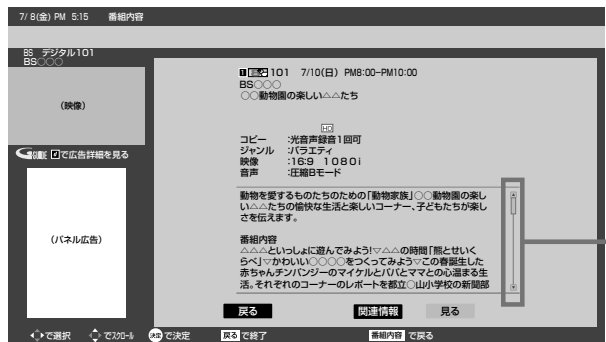 7/ 8(金) PM 5:15 番組内容
BS デジタル101
BS○○○
(映像)
で広告詳細を見る
(パネル広告)
101 7/10(日) PM8:00-PM10:00
BS○○○
○○動物園の楽しい△△たち
HD
コピー :光音声録音1回可
ジャンル :バラエティ
映像 :16:9 1080i
音声 :圧縮Bモード
動物を愛するものたちのための「動物家族」○○動物園の楽し
い△△たちの愉快な生活と楽しいコーナー、子どもたちが楽し
さを伝えます。
番組内容
△△△といっしょに遊んでみよう!▽△△の時間「熊とせいく
らべ」▽かわいい○○○○をつくってみよう▽この春誕生した
赤ちゃんチンパンジーのマイケルとパパとママとの心温まる生
活。それぞれのコーナーのレポートを都立○山小学校の新聞部
戻る 関連情報 見る
で選択 でスクロール 決定 で決定 戻る で終了 番組内容 で戻る